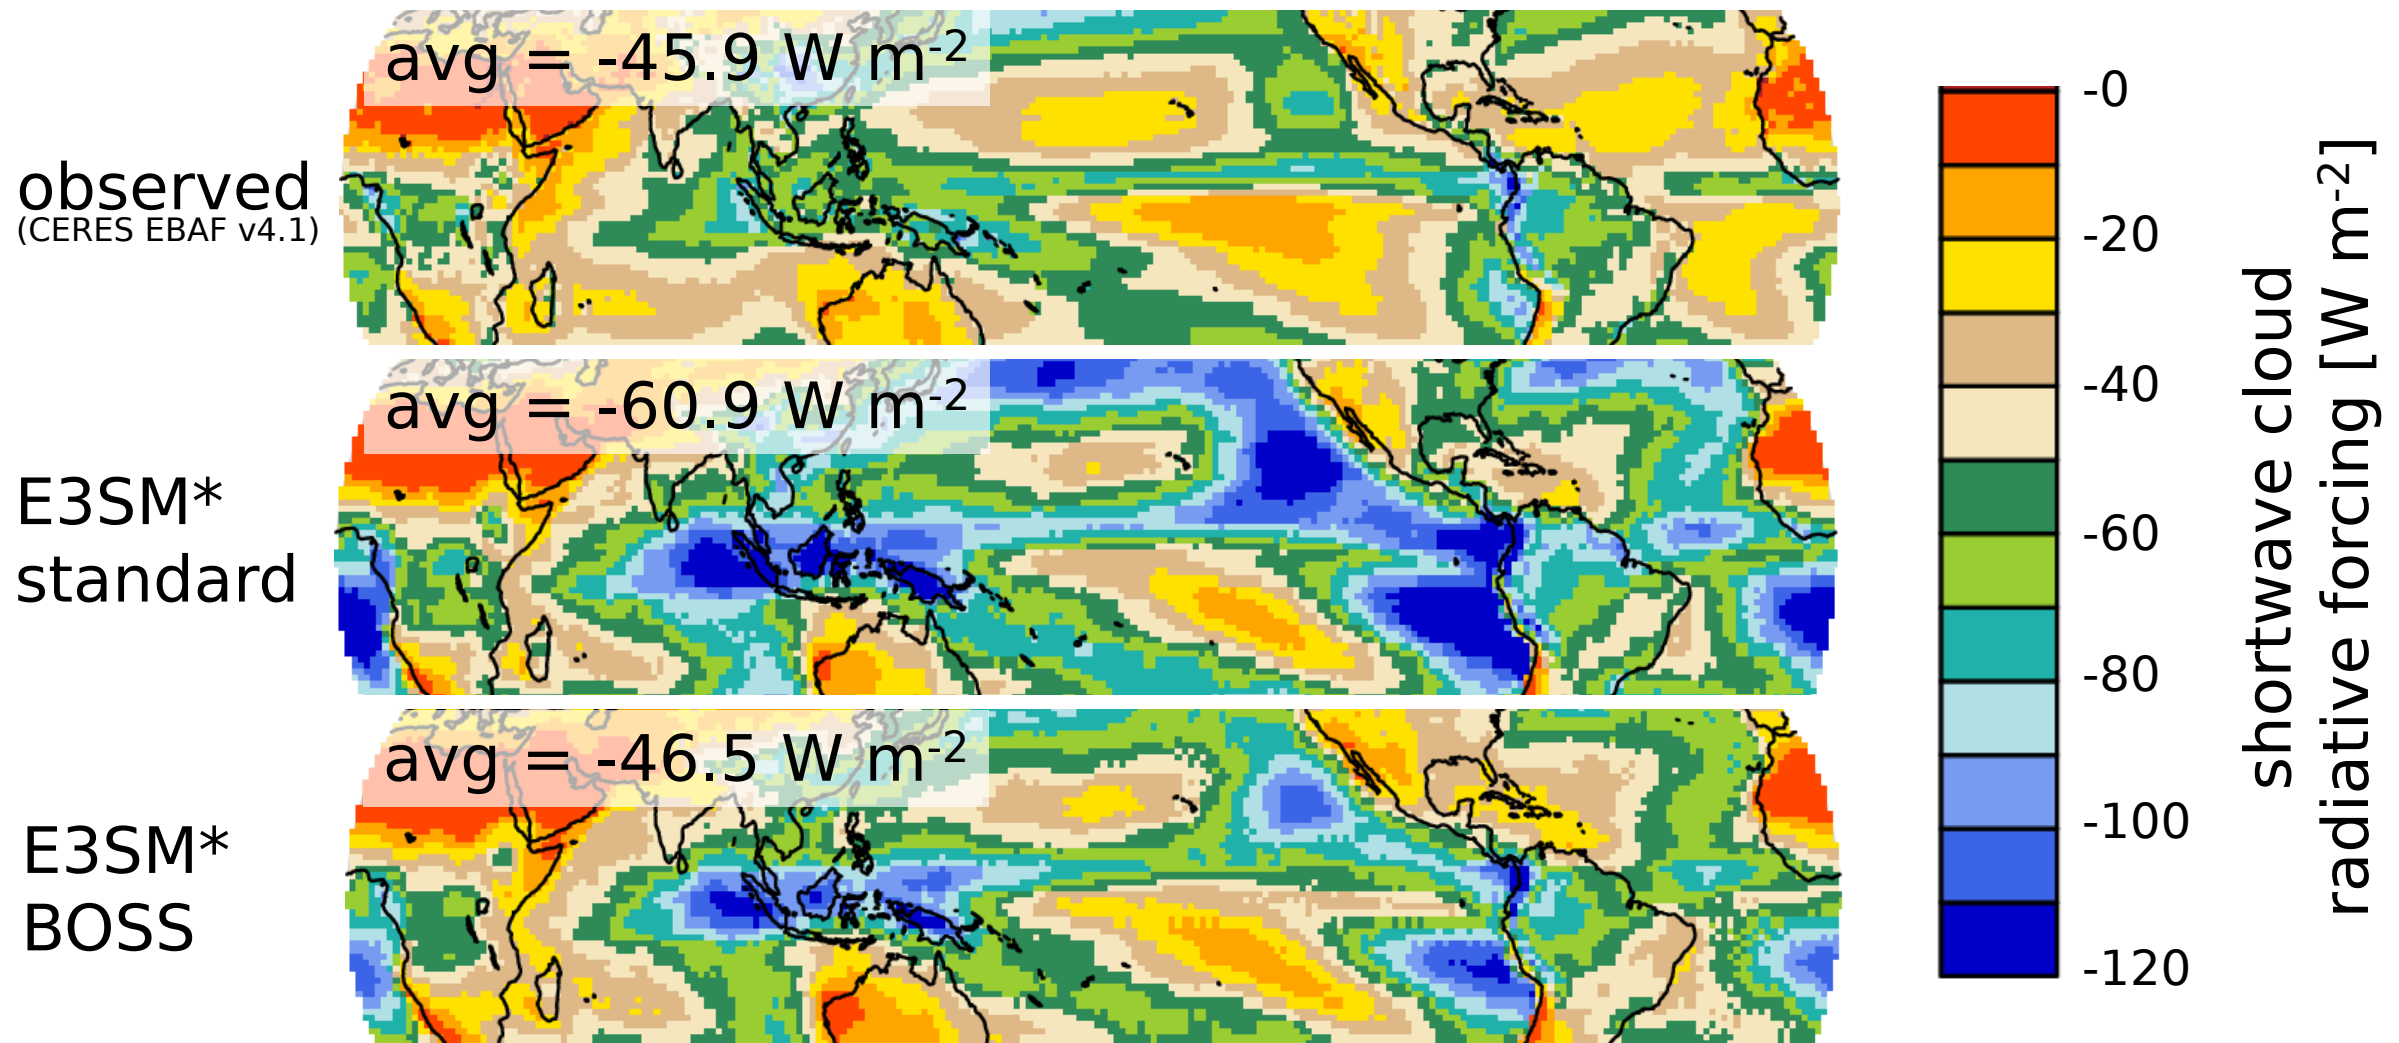 avg = -45.9 W m-2
observed
(CERES EBAF v4.1)
avg = -60.9 W m-2
E3SM*
standard
avg = -46.5 W m-2
E3SM*
BOSS
-0
-20
-40
-60
-80
-100
-120
shortwave cloud
radiative forcing [W m-2]